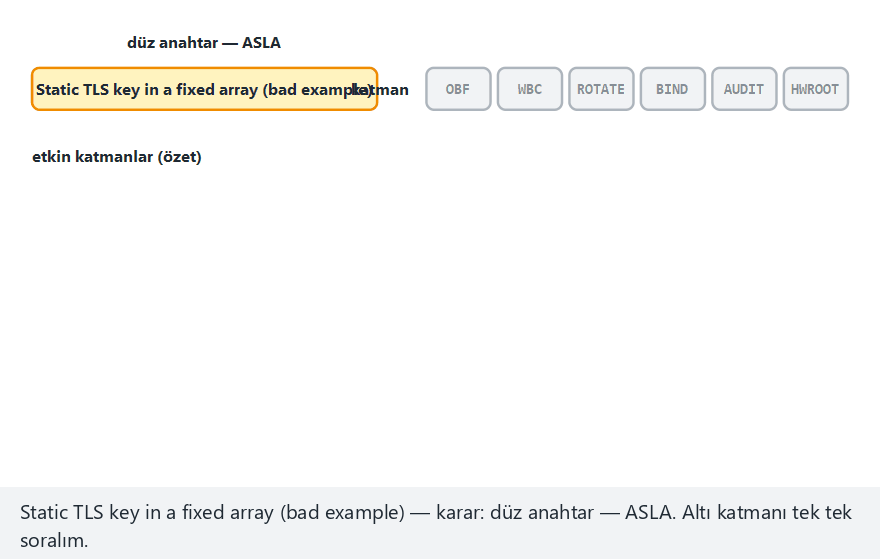 düz anahtar — ASLA
Static TLS key in a fixed array (bad example) katman OBF WBC ROTATE BIND AUDIT HWROOT
etkin katmanlar (özet)
Static TLS key in a fixed array (bad example) — karar: düz anahtar — ASLA. Altı katmanı tek tek
soralım.